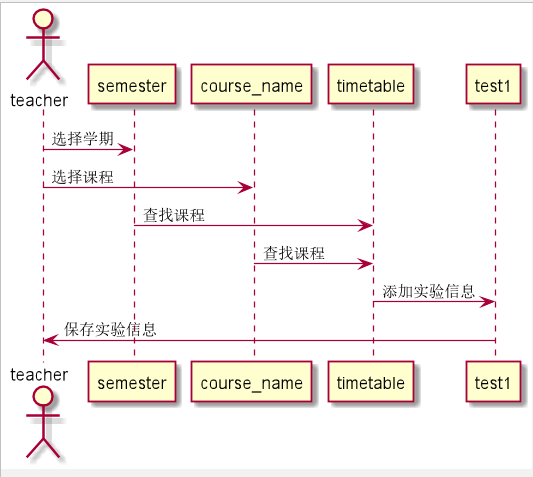 teacher
semester
course_name
timetable
test1
选择学期
选择课程
查找课程
查找课程
添加实验信息
保存实验信息
teacher
semester
course_name
timetable
test1